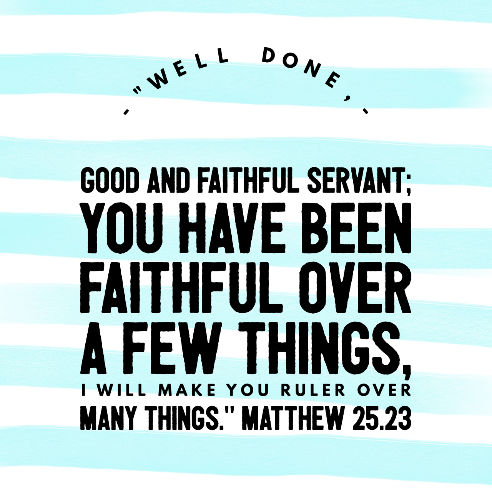 - "WELL DONE, -
GOOD AND FAITHFUL SERVANT;
YOU HAVE BEEN
FAITHFUL OVER
A FEW THINGS,
I WILL MAKE YOU RULER OVER
MANY THINGS." MATTHEW 25.23